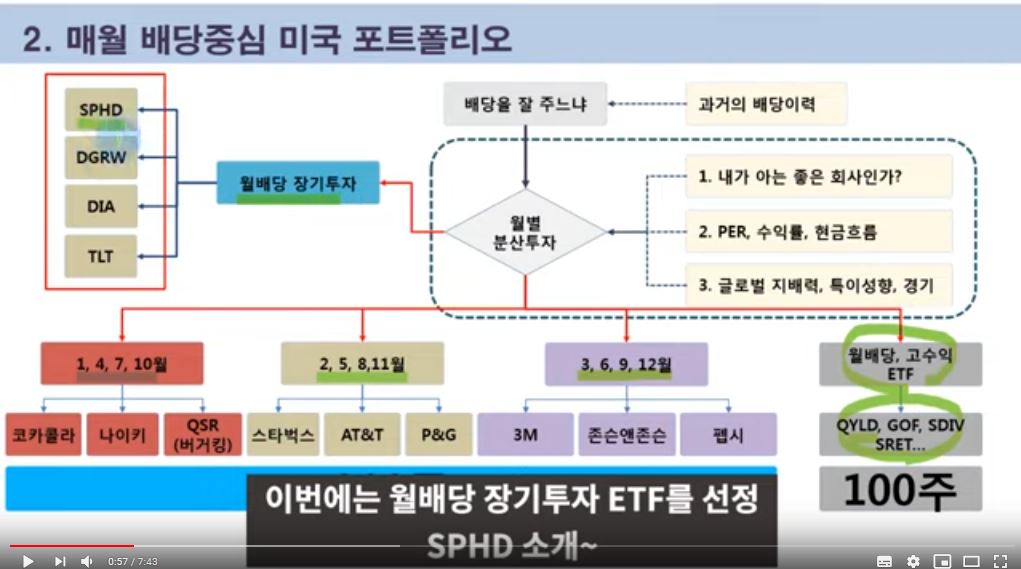 2. 매월 배당중심 미국 포트폴리오
SPHD
DGRW
DIA
TLT
월배당 장기투자
배당을 잘 주느냐
과거의 배당이력
월별
분산투자
1. 내가 아는 좋은 회사인가?
2. PER, 수익률, 현금흐름
3. 글로벌 지배력, 특이성향, 경기
1, 4, 7, 10월
2, 5, 8,11월
3, 6, 9, 12월
월배당, 고수익
ETF
코카콜라
나이키
QSR
(버거킹)
스타벅스
AT&T
P&G
3M
존슨앤존슨
펩시
QYLD, GOF, SDIV
SRET...
100주
이번에는 월배당 장기투자 ETF를 선정
SPHD 소개~
0:57 / 7:43